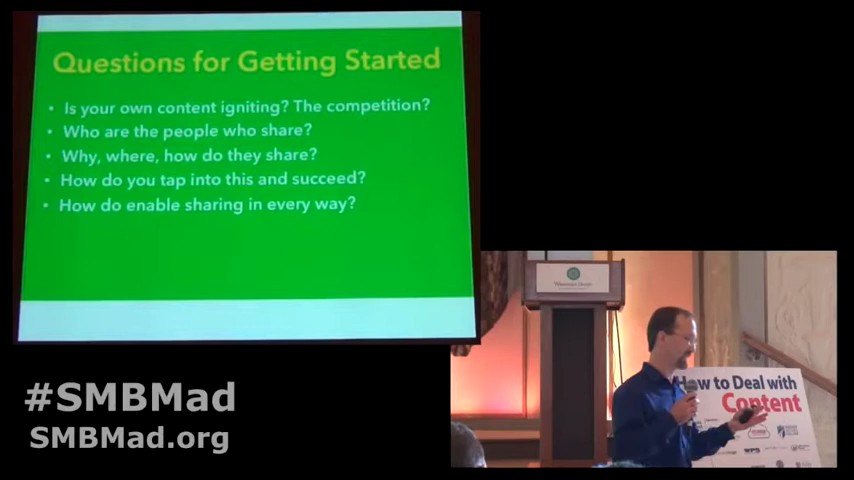 Questions for Getting Started
• Is your own content igniting? The competition?
• Who are the people who share?
• Why, where, how do they share?
• How do you tap into this and succeed?
• How do enable sharing in every way?
#SMBMad
SMBMad.org
How to Deal with
Content
WPS